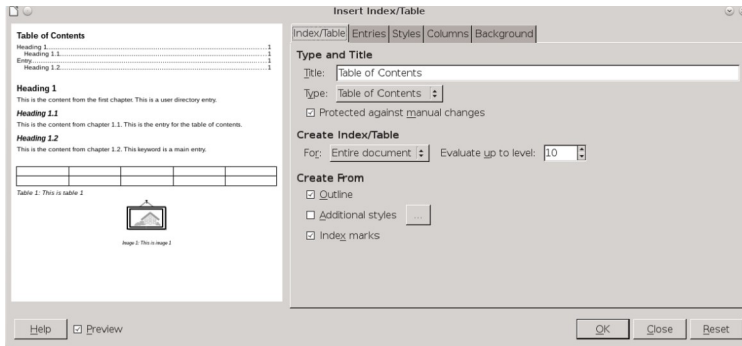 Insert Index/Table
Table of Contents
Heading 1..........1
Heading 1.1..........1
Entry..........1
Heading 1.2..........1
Heading 1
This is the content from the first chapter. This is a user directory entry.
Heading 1.1
This is the content from chapter 1.1. This is the entry for the table of contents.
Heading 1.2
This is the content from chapter 1.2. This keyword is a main entry.
Table 1: This is table 1
Image 1: This is image 1
Index/Table Entries Styles Columns Background
Type and Title
Title: Table of Contents
Type: Table of Contents
Protected against manual changes
Create Index/Table
For: Entire document Evaluate up to level: 10
Create From
Outline
Additional styles ...
Index marks
Help Preview OK Close Reset